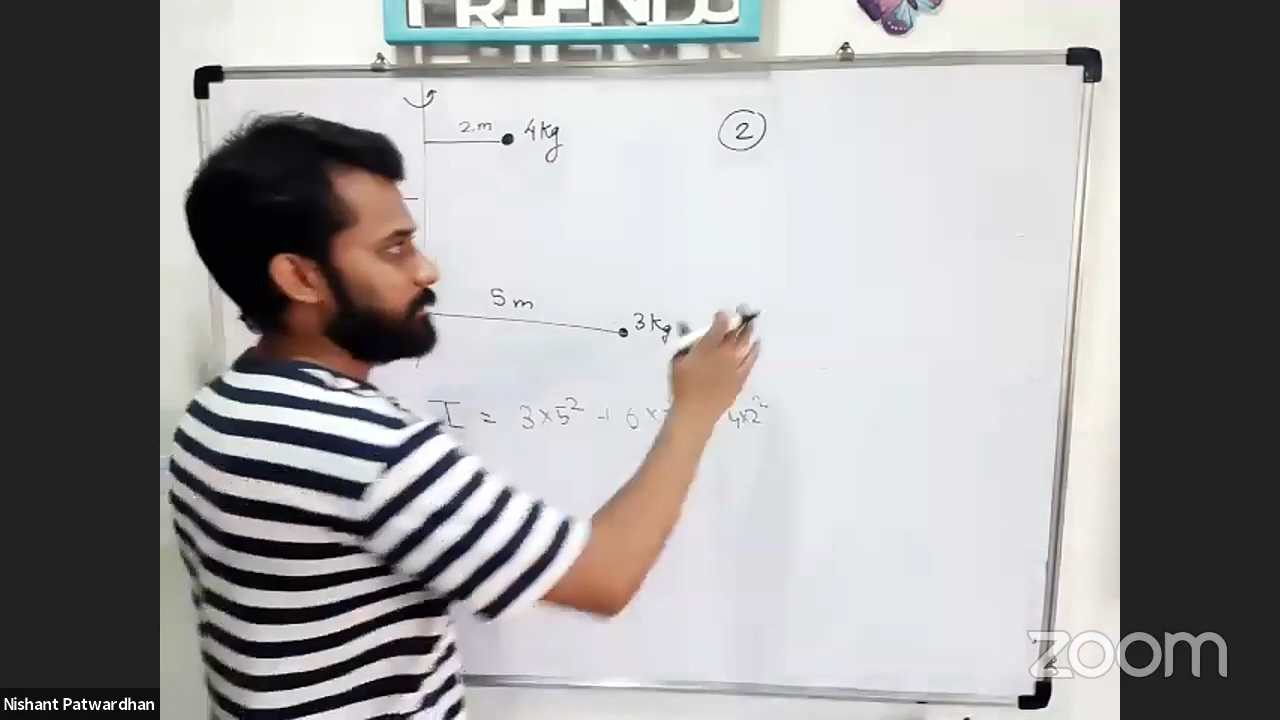 FRIENDS
2m 4kg
2
5m
3kg
I = 3×5² + 6× 4×2²
zoom
Nishant Patwardhan